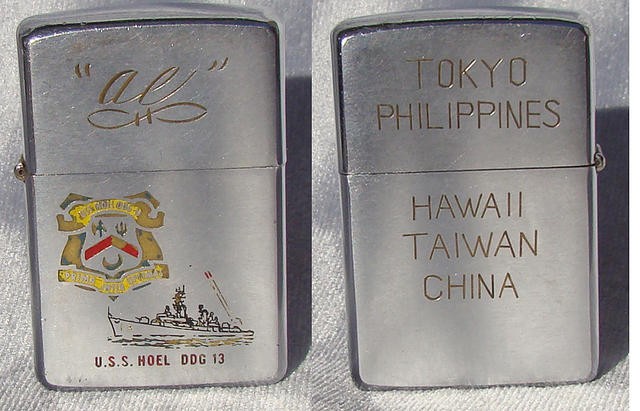 "al"
U.S.S. HOEL DDG 13
TOKYO
PHILIPPINES
HAWAII
TAIWAN
CHINA